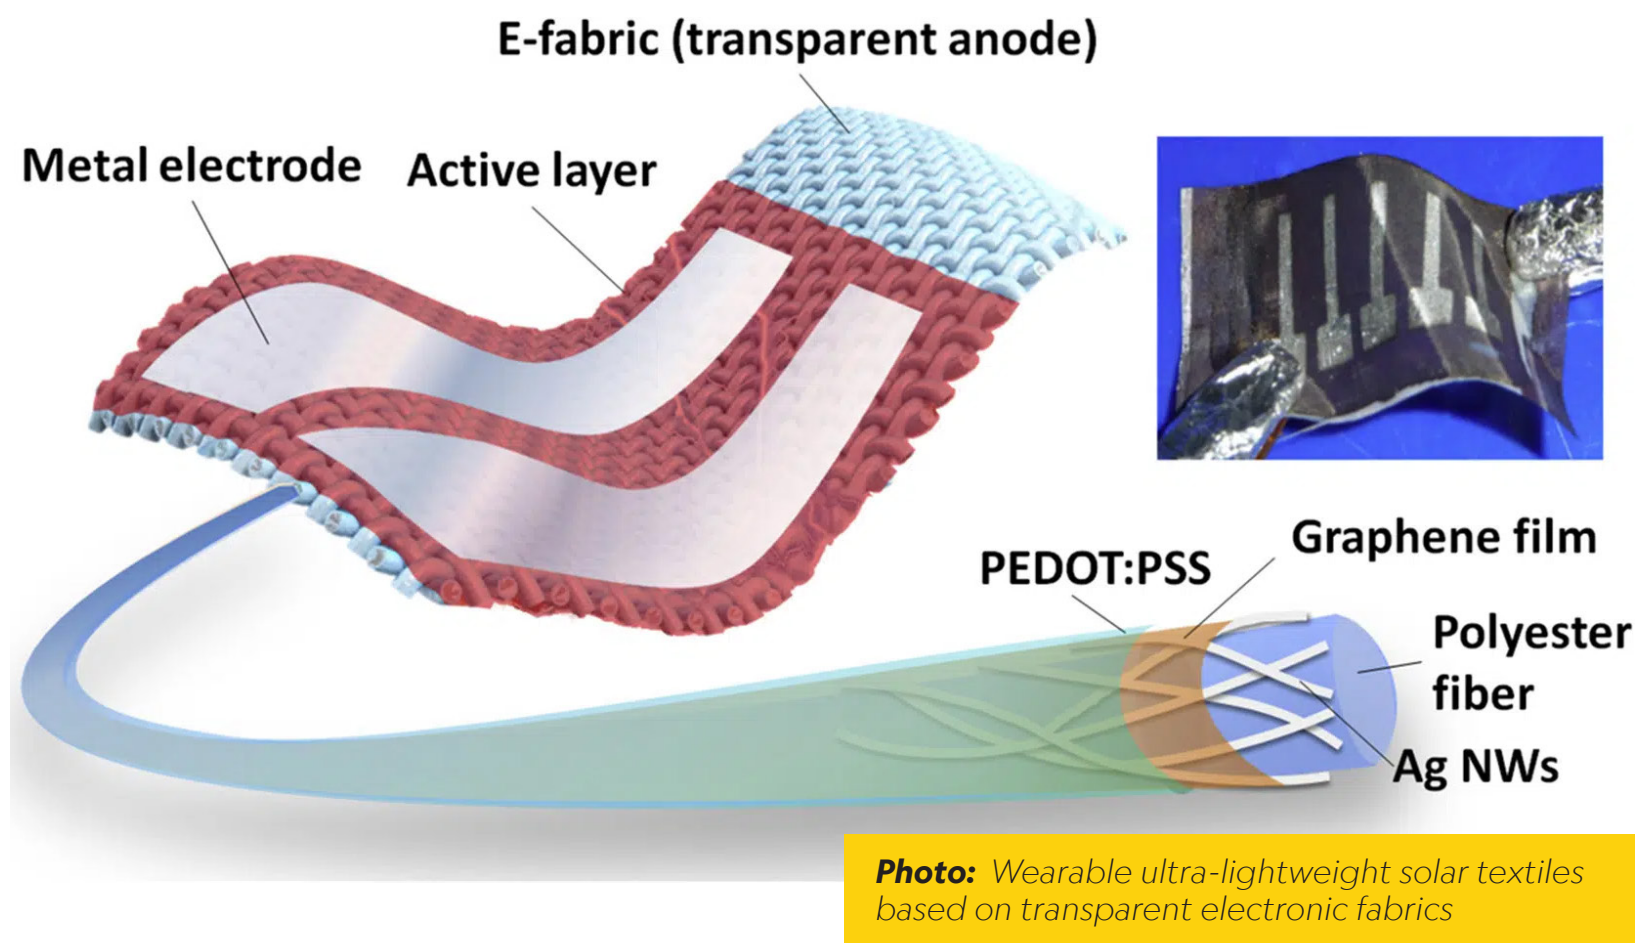 E-fabric (transparent anode)
Metal electrode
Active layer
PEDOT:PSS
Graphene film
Polyester
fiber
Ag NWs
Photo: Wearable ultra-lightweight solar textiles
based on transparent electronic fabrics